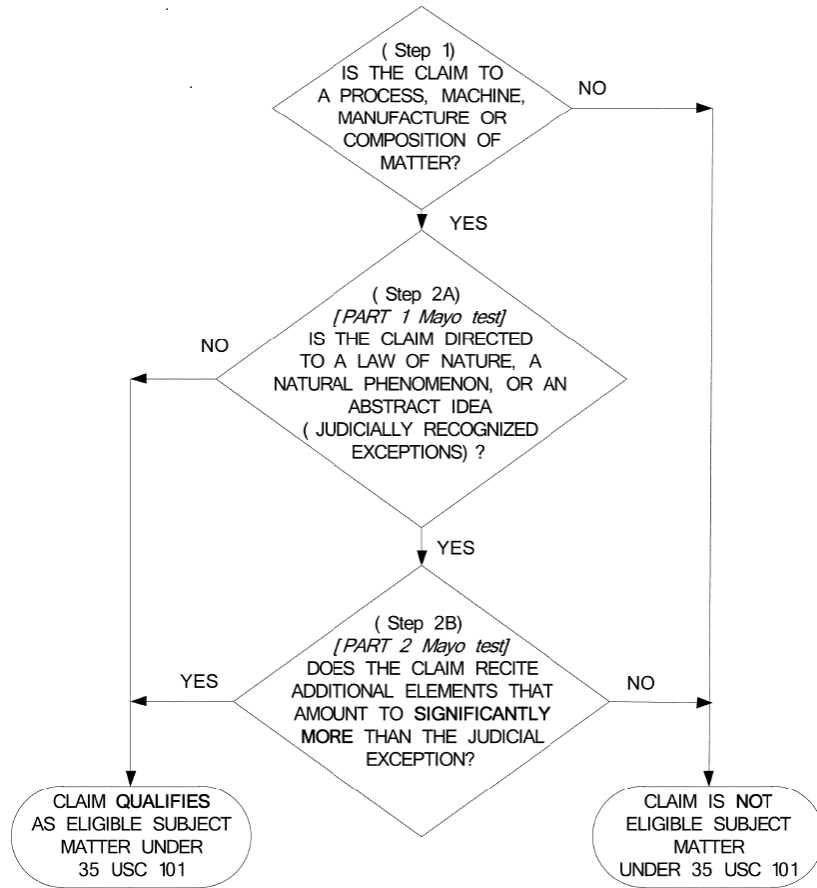 ( Step 1)
IS THE CLAIM TO
A PROCESS, MACHINE,
MANUFACTURE OR
COMPOSITION OF
MATTER?
NO
YES
( Step 2A)
[PART 1 Mayo test]
IS THE CLAIM DIRECTED
TO A LAW OF NATURE, A
NATURAL PHENOMENON, OR AN
ABSTRACT IDEA
( JUDICIALLY RECOGNIZED
EXCEPTIONS) ?
NO
YES
( Step 2B)
[PART 2 Mayo test]
DOES THE CLAIM RECITE
ADDITIONAL ELEMENTS THAT
AMOUNT TO SIGNIFICANTLY
MORE THAN THE JUDICIAL
EXCEPTION?
YES
NO
CLAIM QUALIFIES
AS ELIGIBLE SUBJECT
MATTER UNDER
35 USC 101
CLAIM IS NOT
ELIGIBLE SUBJECT
MATTER
UNDER 35 USC 101